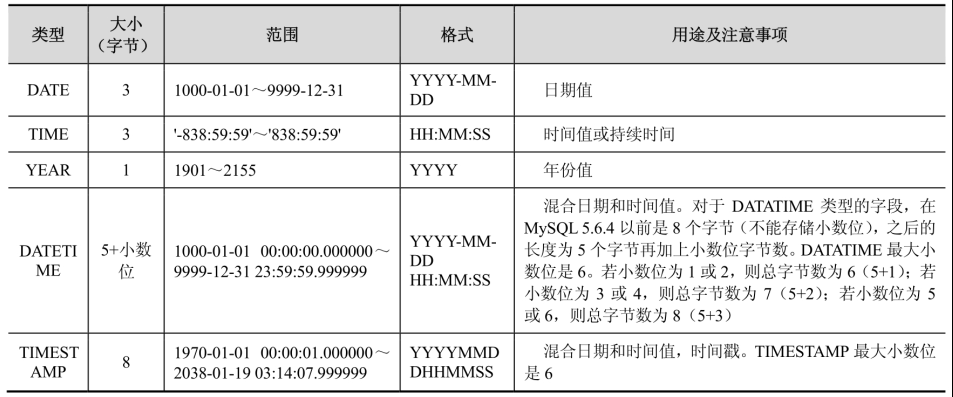 类型 大小（字节） 范围 格式 用途及注意事项
DATE 3 1000-01-01～9999-12-31 YYYY-MM-DD 日期值
TIME 3 '-838:59:59'～'838:59:59' HH:MM:SS 时间值或持续时间
YEAR 1 1901～2155 YYYY 年份值
DATETI
ME
5+小数
位
1000-01-01 00:00:00.000000～
9999-12-31 23:59:59.999999
YYYY-MM-
DD
HH:MM:SS
混合日期和时间值。对于 DATATIME 类型的字段，在
MySQL 5.6.4 以前是 8 个字节（不能存储小数位），之后的
长度为 5 个字节再加上小数位字节数。DATATIME 最大小
数位是 6。若小数位为 1 或 2，则总字节数为 6（5+1）；若
小数位为 3 或 4，则总字节数为 7（5+2）；若小数位为 5
或 6，则总字节数为 8（5+3）
TIMEST
AMP
8
1970-01-01 00:00:01.000000～
2038-01-19 03:14:07.999999
YYYYMMD
DHHMMSS
混合日期和时间值，时间戳。TIMESTAMP 最大小数位
是 6